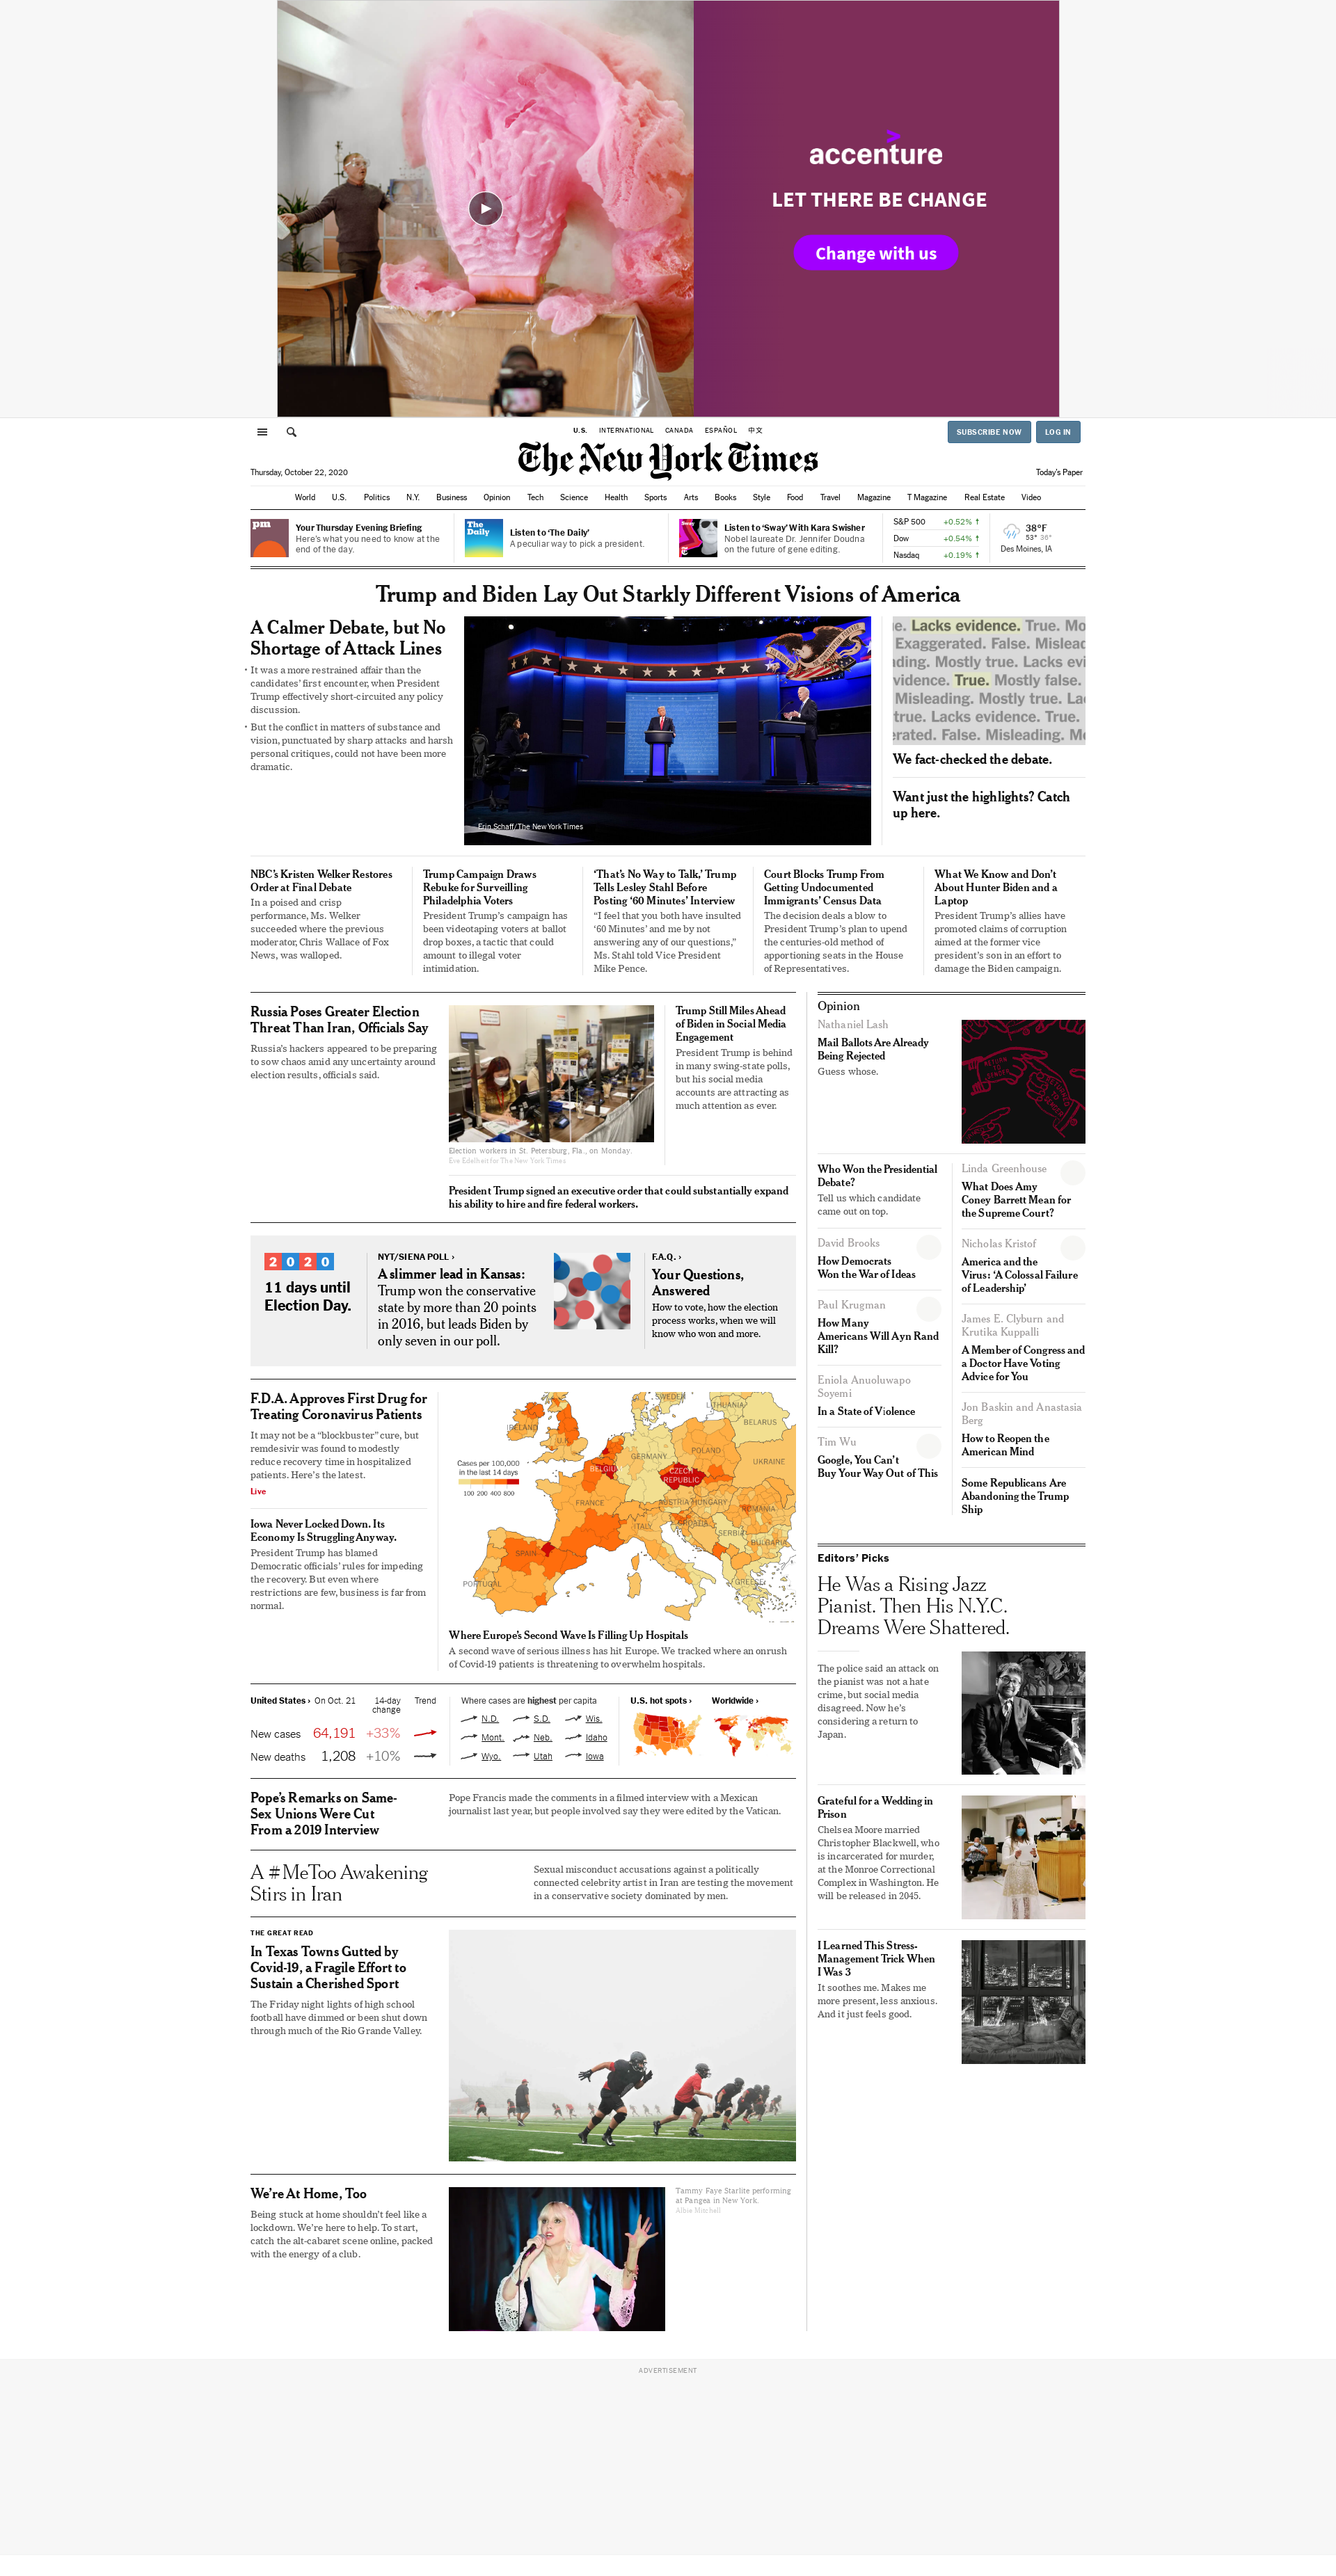 accenture
LET THERE BE CHANGE
Change with us
U.S. INTERNATIONAL CANADA ESPAÑOL 中文
SUBSCRIBE NOW LOG IN
The New York Times
Thursday, October 22, 2020
Today's Paper
World U.S. Politics N.Y. Business Opinion Tech Science Health Sports Arts Books Style Food Travel Magazine T Magazine Real Estate Video
pm
Your Thursday Evening Briefing
Here's what you need to know at the
end of the day.
The
Daily
Listen to 'The Daily'
A peculiar way to pick a president.
Sway
Listen to 'Sway' With Kara Swisher
Nobel laureate Dr. Jennifer Doudna
on the future of gene editing.
S&P 500 +0.52% ↑
Dow +0.54% ↑
Nasdaq +0.19% ↑
38°F
53° 36°
Des Moines, IA
Trump and Biden Lay Out Starkly Different Visions of America
A Calmer Debate, but No
Shortage of Attack Lines
• It was a more restrained affair than the
candidates' first encounter, when President
Trump effectively short-circuited any policy
discussion.
• But the conflict in matters of substance and
vision, punctuated by sharp attacks and harsh
personal critiques, could not have been more
dramatic.
Erin Schaff/The New York Times
e. Lacks evidence. True. Mo
Exaggerated. False. Mislea
ding. Mostly true. Lacks evi
True. Mostly false.
Misleading. Mostly true. La
true. Lacks evidence. True.
erated. False. Misleading. M
We fact-checked the debate.
Want just the highlights? Catch
up here.
NBC's Kristen Welker Restores
Order at Final Debate
In a poised and crisp
performance, Ms. Welker
succeeded where the previous
moderator, Chris Wallace of Fox
News, was walloped.
Trump Campaign Draws
Rebuke for Surveilling
Philadelphia Voters
President Trump's campaign has
been videotaping voters at ballot
drop boxes, a tactic that could
amount to illegal voter
intimidation.
'That's No Way to Talk,' Trump
Tells Lesley Stahl Before
Posting '60 Minutes' Interview
"I feel that you both have insulted
'60 Minutes' and me by not
answering any of our questions,"
Ms. Stahl told Vice President
Mike Pence.
Court Blocks Trump From
Getting Undocumented
Immigrants' Census Data
The decision deals a blow to
President Trump's plan to upend
the centuries-old method of
apportioning seats in the House
of Representatives.
What We Know and Don't
About Hunter Biden and a
Laptop
President Trump's allies have
promoted claims of corruption
aimed at the former vice
president's son in an effort to
damage the Biden campaign.
Russia Poses Greater Election
Threat Than Iran, Officials Say
Russia's hackers appeared to be preparing
to sow chaos amid any uncertainty around
election results, officials said.
Election workers in St. Petersburg, Fla., on Monday.
Eve Edelheit for The New York Times
Trump Still Miles Ahead
of Biden in Social Media
Engagement
President Trump is behind
in many swing-state polls,
but his social media
accounts are attracting as
much attention as ever.
President Trump signed an executive order that could substantially expand
his ability to hire and fire federal workers.
2020
11 days until
Election Day.
NYT/SIENA POLL ›
A slimmer lead in Kansas:
Trump won the conservative
state by more than 20 points
in 2016, but leads Biden by
only seven in our poll.
F.A.Q. ›
Your Questions,
Answered
How to vote, how the election
process works, when we will
know who won and more.
F.D.A. Approves First Drug for
Treating Coronavirus Patients
It may not be a "blockbuster" cure, but
remdesivir was found to modestly
reduce recovery time in hospitalized
patients. Here's the latest.
Live
Iowa Never Locked Down. Its
Economy Is Struggling Anyway.
President Trump has blamed
Democratic officials' rules for impeding
the recovery. But even where
restrictions are few, business is far from
normal.
Cases per 100,000
in the last 14 days
100 200 400 800
SWEDEN
LITHUANIA
BELARUS
IRELAND
U.K.
POLAND
GERMANY
UKRAINE
BELGIUM
CZECH
REPUBLIC
FRANCE
AUSTRIA HUNGARY
ROMANIA
CROATIA
ITALY
SERBIA
BULGARIA
SPAIN
PORTUGAL
GREECE
Where Europe's Second Wave Is Filling Up Hospitals
A second wave of serious illness has hit Europe. We tracked where an onrush
of Covid-19 patients is threatening to overwhelm hospitals.
United States › On Oct. 21 14-day
change Trend
New cases 64,191 +33%
New deaths 1,208 +10%
Where cases are highest per capita
N.D. S.D. Wis.
Mont. Neb. Idaho
Wyo. Utah Iowa
U.S. hot spots › Worldwide ›
Pope's Remarks on Same-
Sex Unions Were Cut
From a 2019 Interview
Pope Francis made the comments in a filmed interview with a Mexican
journalist last year, but people involved say they were edited by the Vatican.
A #MeToo Awakening
Stirs in Iran
Sexual misconduct accusations against a politically
connected celebrity artist in Iran are testing the movement
in a conservative society dominated by men.
THE GREAT READ
In Texas Towns Gutted by
Covid-19, a Fragile Effort to
Sustain a Cherished Sport
The Friday night lights of high school
football have dimmed or been shut down
through much of the Rio Grande Valley.
We're At Home, Too
Being stuck at home shouldn't feel like a
lockdown. We're here to help. To start,
catch the alt-cabaret scene online, packed
with the energy of a club.
Tammy Faye Starlite performing
at Pangea in New York.
Albie Mitchell
Opinion
Nathaniel Lash
Mail Ballots Are Already
Being Rejected
Guess whose.
RETURN
TO
SENDER
Who Won the Presidential
Debate?
Tell us which candidate
came out on top.
David Brooks
How Democrats
Won the War of Ideas
Paul Krugman
How Many
Americans Will Ayn Rand
Kill?
Eniola Anuoluwapo
Soyemi
In a State of Violence
Tim Wu
Google, You Can't
Buy Your Way Out of This
Linda Greenhouse
What Does Amy
Coney Barrett Mean for
the Supreme Court?
Nicholas Kristof
America and the
Virus: 'A Colossal Failure
of Leadership'
James E. Clyburn and
Krutika Kuppalli
A Member of Congress and
a Doctor Have Voting
Advice for You
Jon Baskin and Anastasia
Berg
How to Reopen the
American Mind
Some Republicans Are
Abandoning the Trump
Ship
Editors' Picks
He Was a Rising Jazz
Pianist. Then His N.Y.C.
Dreams Were Shattered.
The police said an attack on
the pianist was not a hate
crime, but social media
disagreed. Now he's
considering a return to
Japan.
Grateful for a Wedding in
Prison
Chelsea Moore married
Christopher Blackwell, who
is incarcerated for murder,
at the Monroe Correctional
Complex in Washington. He
will be released in 2045.
I Learned This Stress-
Management Trick When
I Was 3
It soothes me. Makes me
more present, less anxious.
And it just feels good.
ADVERTISEMENT